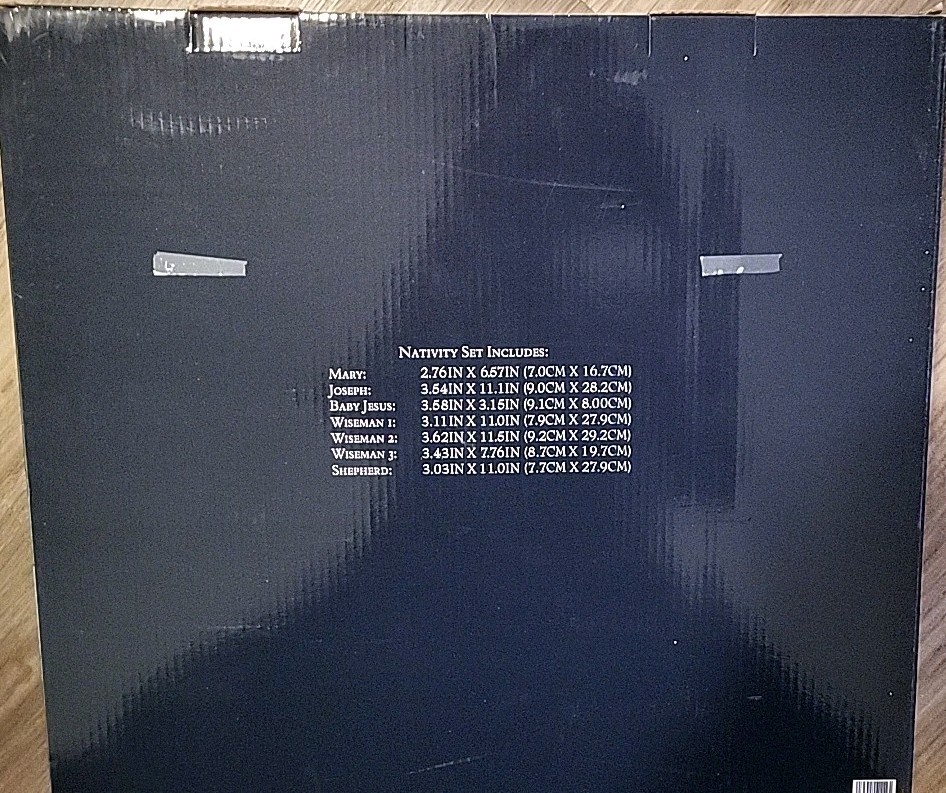 Nativity Set Includes:
Mary: 2.76IN X 6.57IN (7.0CM X 16.7CM)
Joseph: 3.54IN X 11.1IN (9.0CM X 28.2CM)
Baby Jesus: 3.58IN X 3.15IN (9.1CM X 8.00CM)
Wiseman 1: 3.11IN X 11.0IN (7.9CM X 27.9CM)
Wiseman 2: 3.62IN X 11.5IN (9.2CM X 29.2CM)
Wiseman 3: 3.43IN X 7.76IN (8.7CM X 19.7CM)
Shepherd: 3.03IN X 11.0IN (7.7CM X 27.9CM)